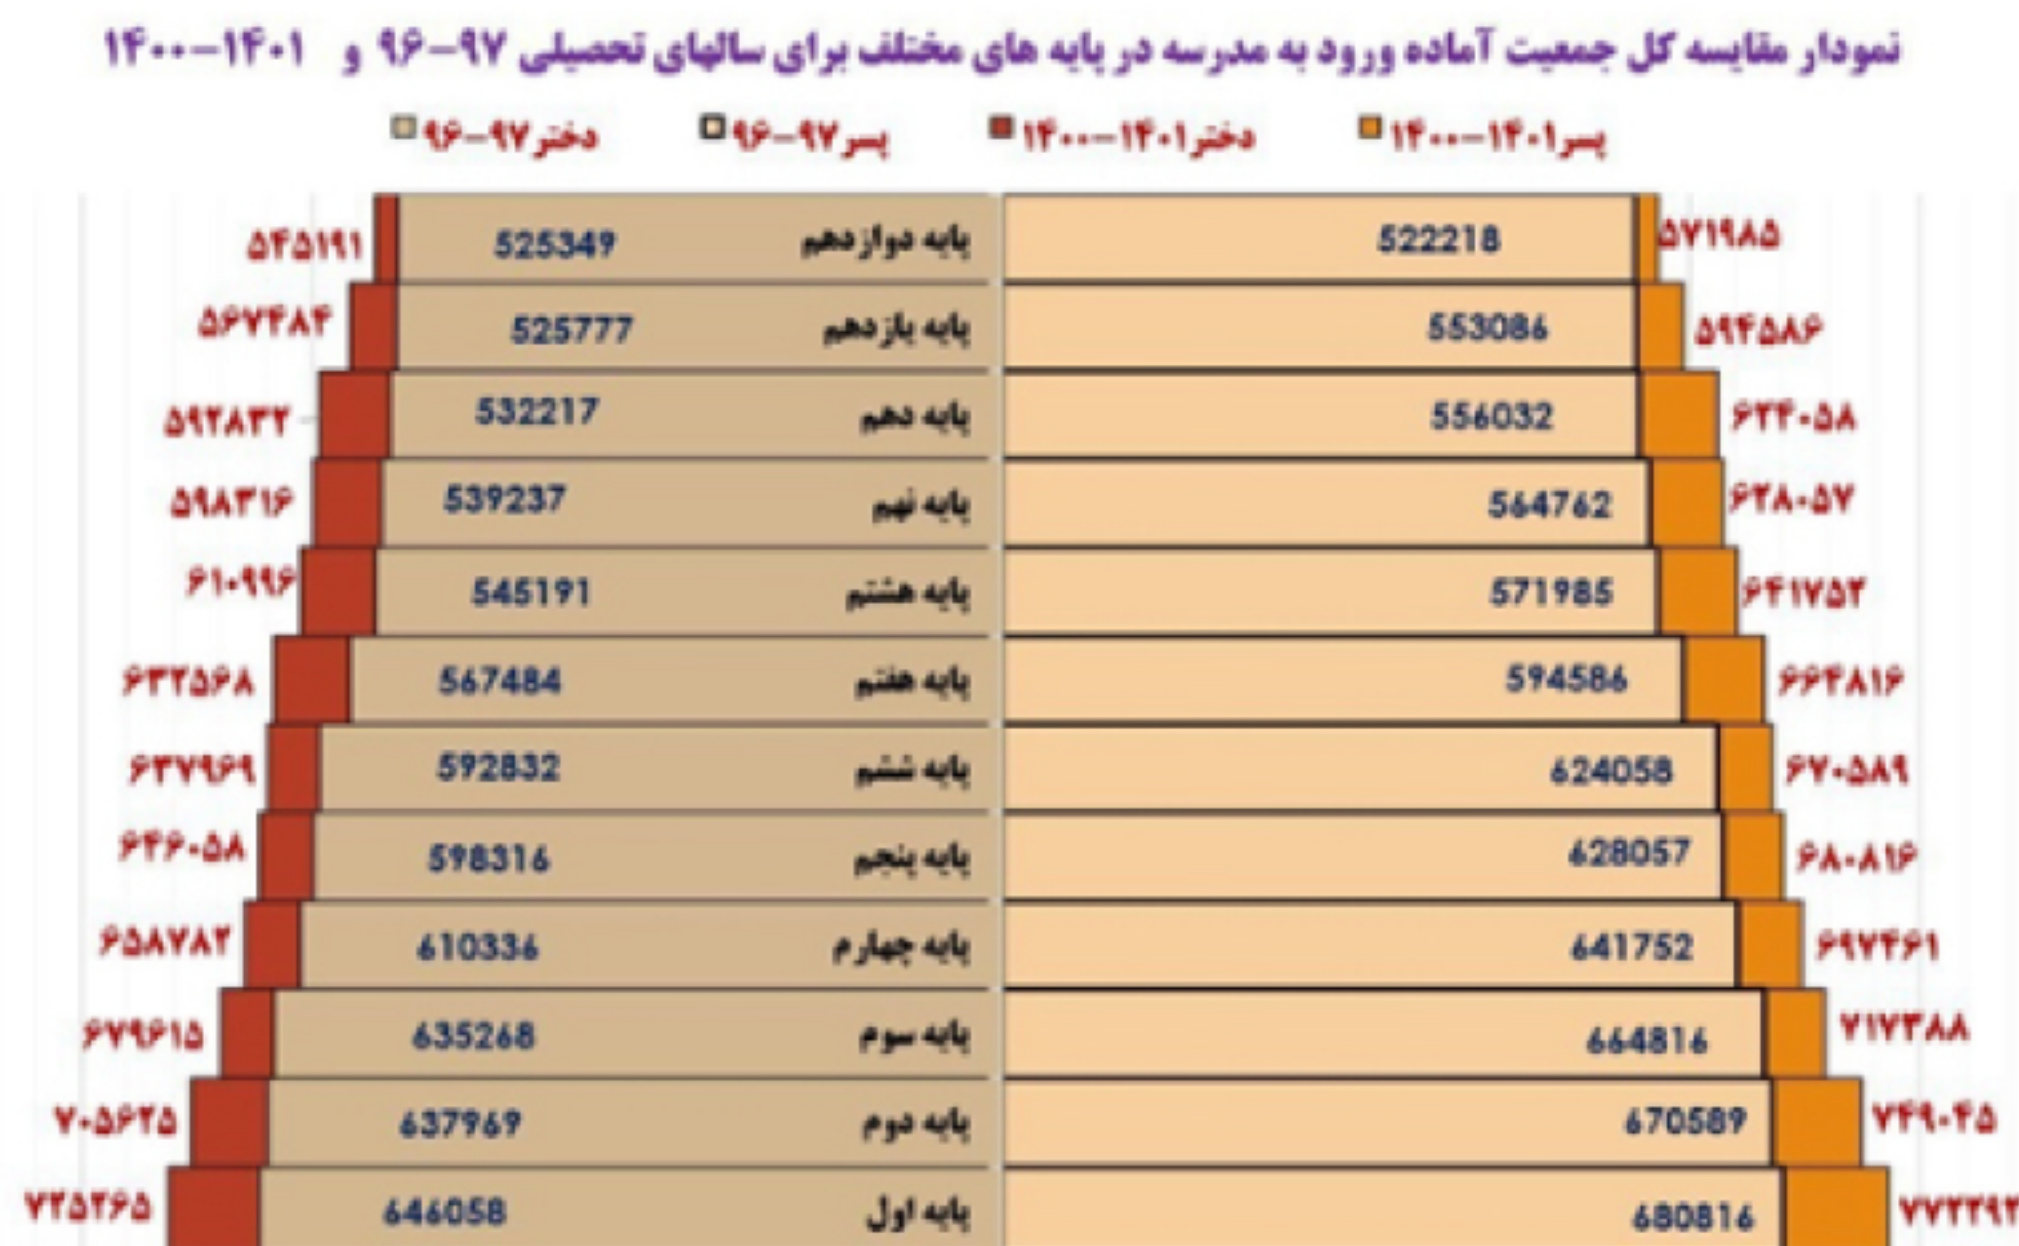 نمودار مقایسه کل جمعیت آماده ورود به مدرسه در پایه های مختلف برای سالهای تحصیلی ۹۷-۹۶ و ۱۴۰۱-۱۴۰۰
پسر۱۴۰۱-۱۴۰۰ دختر۱۴۰۱-۱۴۰۰ پسر۹۷-۹۶ دختر۹۷-۹۶
۵۷۱۹۸۵ 522218 پایه دوازدهم 525349 ۵۴۵۱۹۱
۵۹۴۵۸۶ 553086 پایه یازدهم 525777 ۵۶۷۴۸۴
۶۲۴۰۵۸ 556032 پایه دهم 532217 ۵۹۲۸۳۲
۶۲۸۰۵۷ 564762 پایه نهم 539237 ۵۹۸۳۱۶
۶۴۱۷۵۲ 571985 پایه هشتم 545191 ۶۱۰۹۹۶
۶۶۴۸۱۶ 594586 پایه هفتم 567484
۶۷۰۵۸۹ 624058 پایه ششم 592832 ۶۳۷۹۶۹
۶۸۰۸۱۶ 628057 پایه پنجم 598316 ۶۴۶۰۵۸
۶۹۷۴۶۱ 641752 پایه چهارم 610336 ۶۵۸۷۸۲
۷۱۷۳۸۸ 664816 پایه سوم 635268 ۶۷۹۶۱۵
۷۴۹۰۴۵ 670589 پایه دوم 637969 ۷۰۵۶۲۵
680816 پایه اول 646058